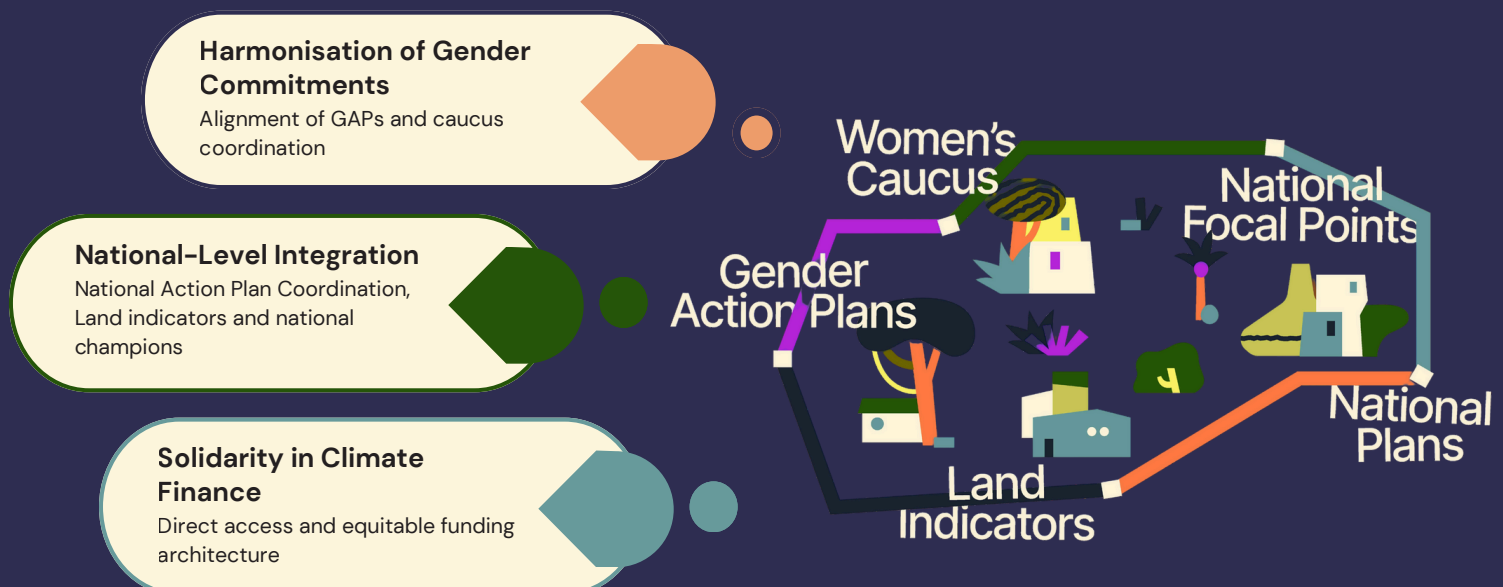 Harmonisation of Gender
Commitments
Alignment of GAPs and caucus
coordination
National-Level Integration
National Action Plan Coordination,
Land indicators and national
champions
Solidarity in Climate
Finance
Direct access and equitable funding
architecture
Women's
Caucus
National
Focal Points
Gender
Action Plans
National
Plans
Land
Indicators